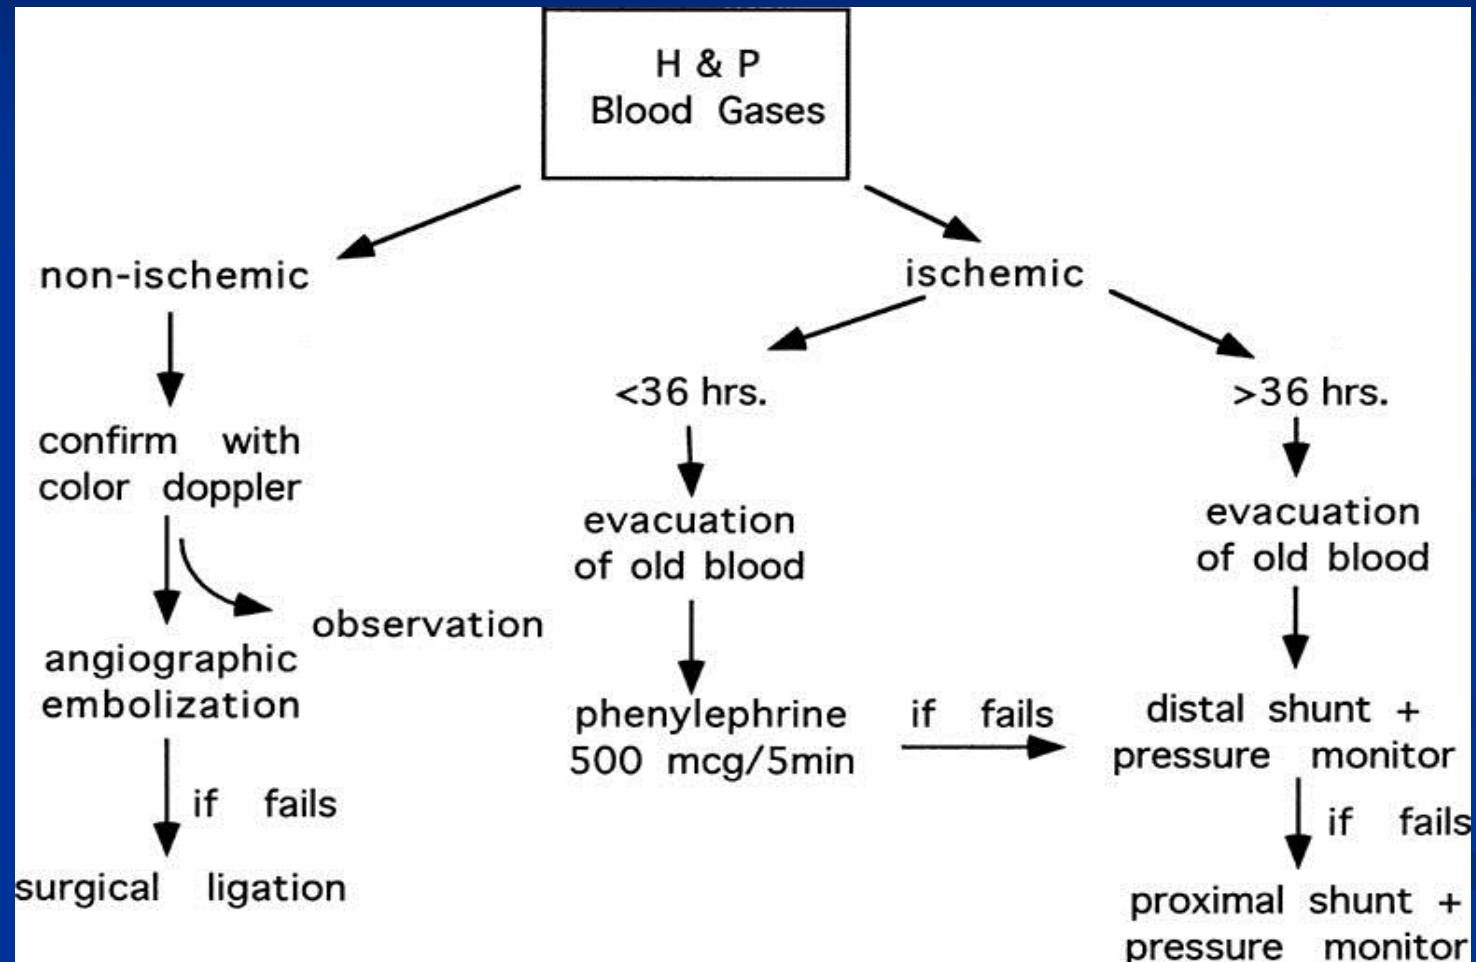 H & P
Blood Gases
non-ischemic
ischemic
<36 hrs.
>36 hrs.
confirm with
color doppler
evacuation
of old blood
evacuation
of old blood
observation
angiographic
embolization
phenylephrine
500 mcg/5min
if fails
distal shunt +
pressure monitor
if fails
if fails
surgical ligation
proximal shunt +
pressure monitor